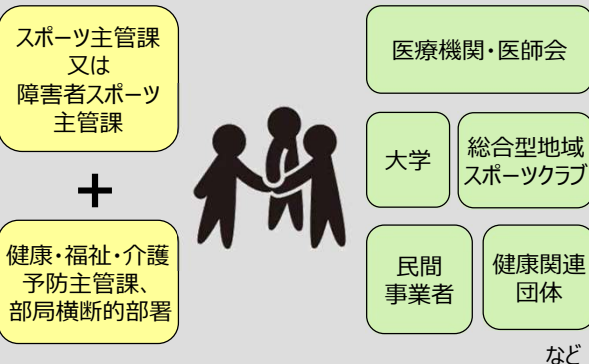 スポーツ主管課
又は
障害者スポーツ
主管課
+
健康・福祉・介護
予防主管課、
部局横断的部署
医療機関・医師会
大学
総合型地域
スポーツクラブ
民間
事業者
健康関連
団体
など